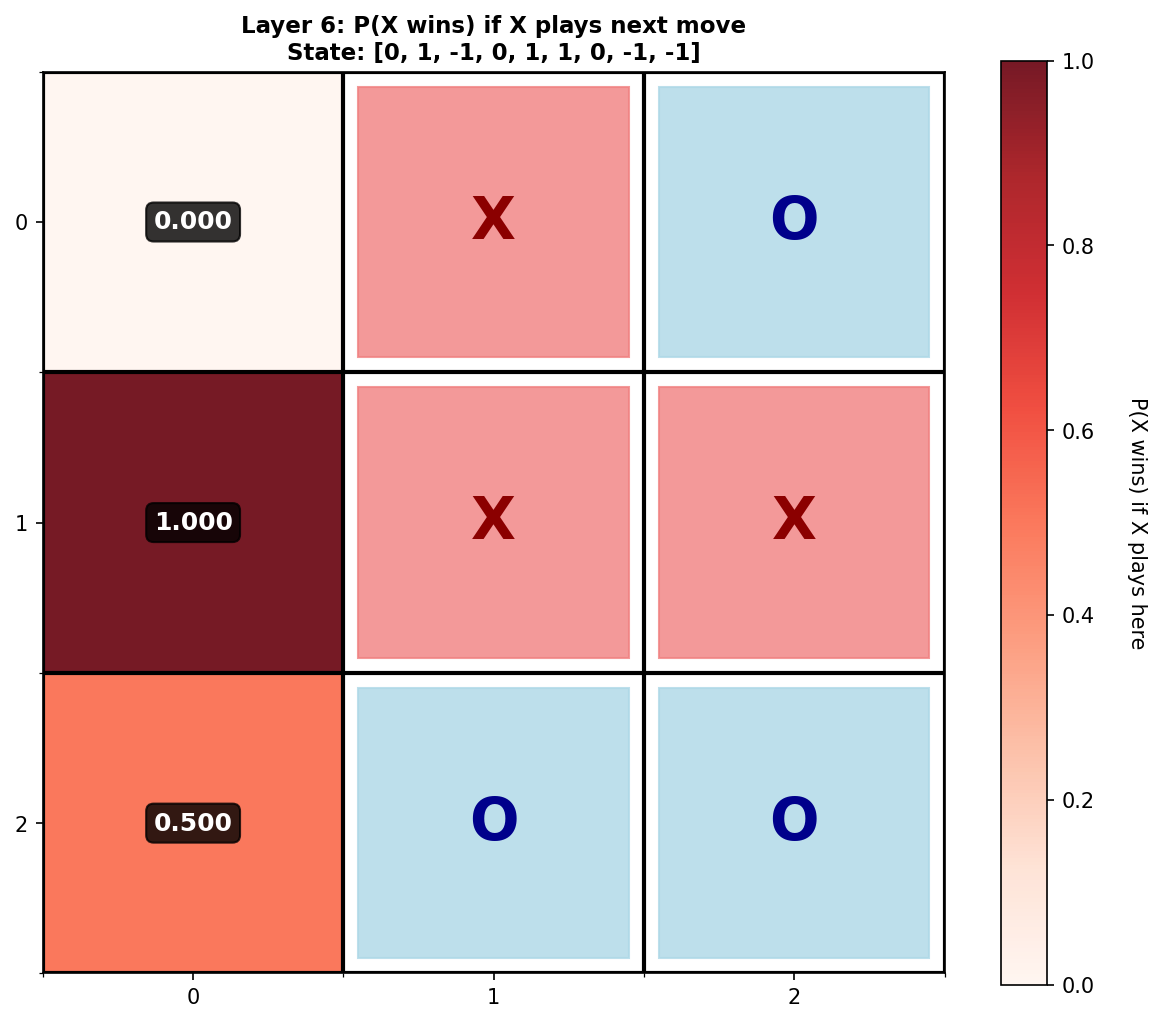 Layer 6: P(X wins) if X plays next move
State: [0, 1, -1, 0, 1, 1, 0, -1, -1]
0
0.000
X
O
1
1.000
X
X
2
0.500
O
O
0
1
2
1.0
0.8
0.6
0.4
0.2
0.0
P(X wins) if X plays here